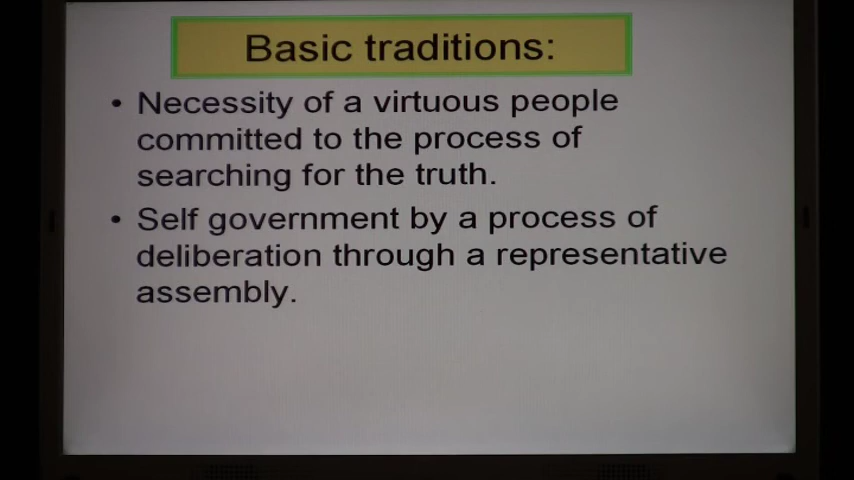 Basic traditions:
• Necessity of a virtuous people
committed to the process of
searching for the truth.
• Self government by a process of
deliberation through a representative
assembly.